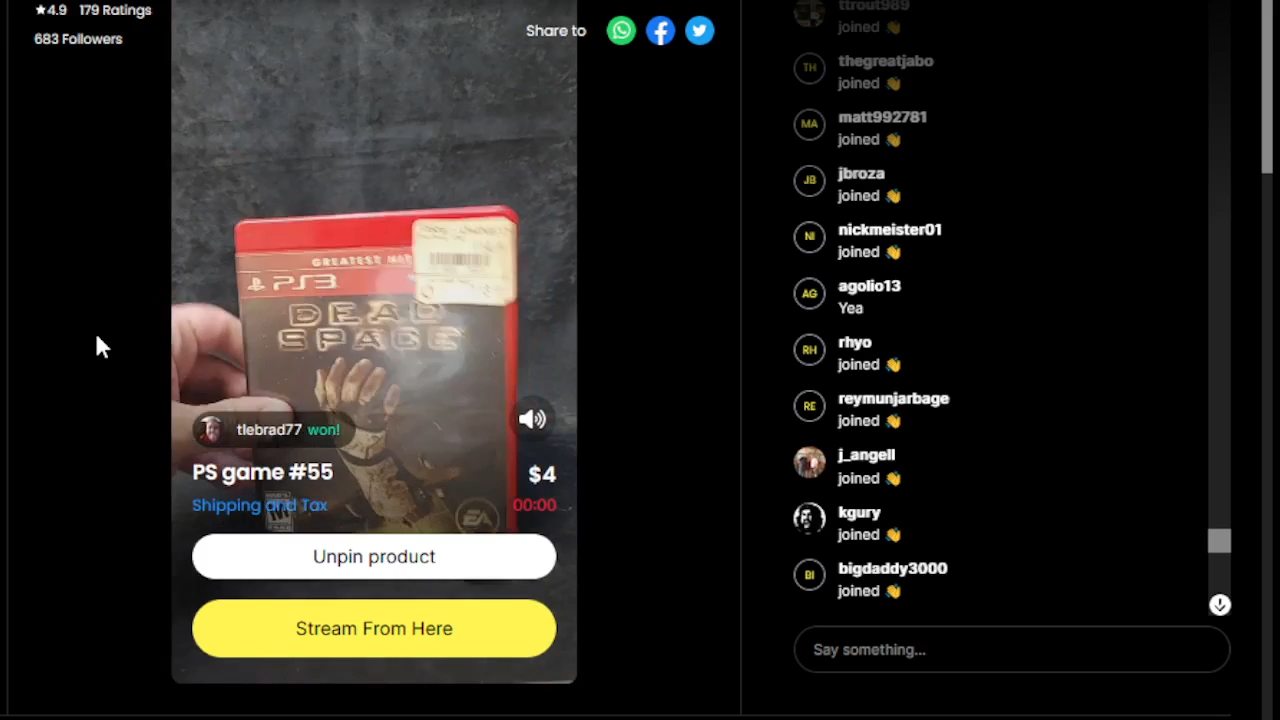 ★4.9 179 Ratings
683 Followers
Share to
GREATEST
PS3
DEAD
SPACE
EA
tlebrad77 won!
PS game #55
$4
Shipping and Tax
00:00
Unpin product
Stream From Here
ttrout989
joined 👋
TH
thegreatjabo
joined 👋
MA
matt992781
joined 👋
JB
jbroza
joined 👋
NI
nickmeister01
joined 👋
AG
agolio13
Yea
RH
rhyo
joined 👋
RE
reymunjarbage
joined 👋
j_angell
joined 👋
kgury
joined 👋
BI
bigdaddy3000
joined 👋
Say something...